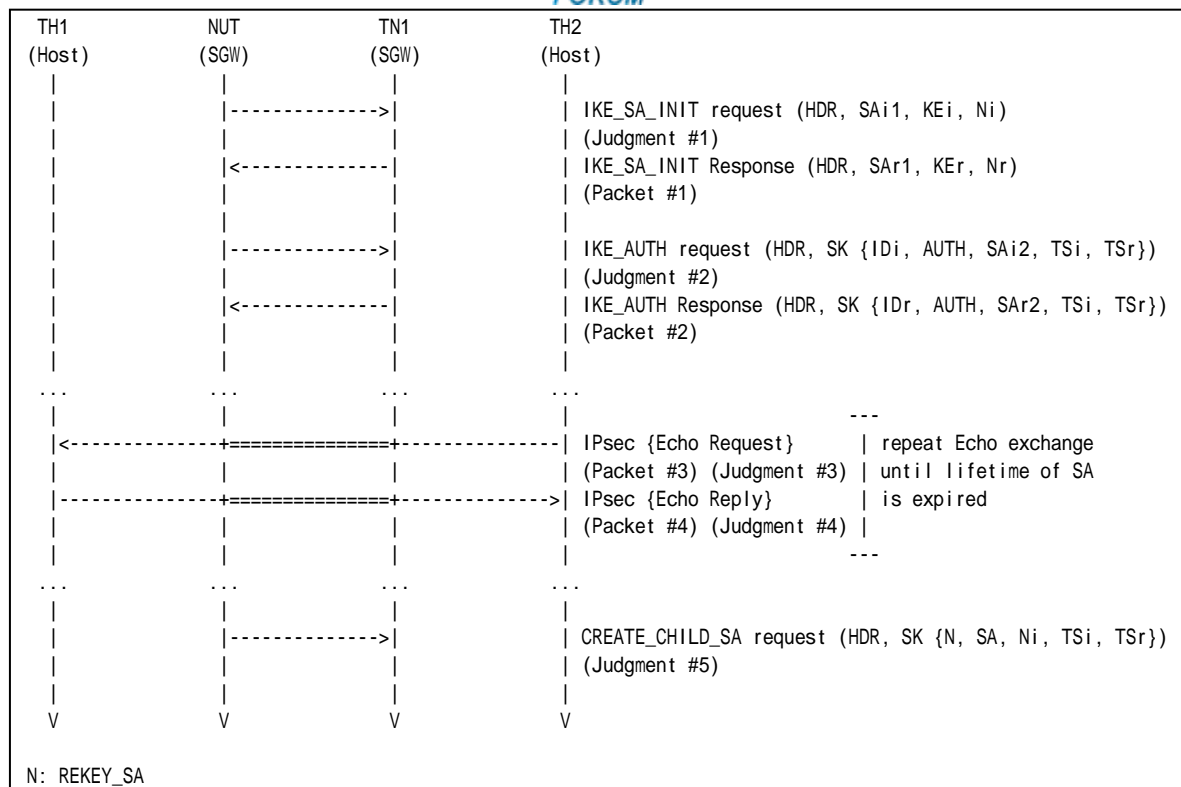 FORUM
TH1 NUT TN1 TH2
(Host) (SGW) (SGW) (Host)
| | | |
| |-------------->| | IKE_SA_INIT request (HDR, SAi1, KEi, Ni)
| | | | (Judgment #1)
| |<--------------| | IKE_SA_INIT Response (HDR, SAr1, KEr, Nr)
| | | | (Packet #1)
| | | |
| |-------------->| | IKE_AUTH request (HDR, SK {IDi, AUTH, SAi2, TSi, TSr})
| | | | (Judgment #2)
| |<--------------| | IKE_AUTH Response (HDR, SK {IDr, AUTH, SAr2, TSi, TSr})
| | | | (Packet #2)
| | | |
... ... ... ...
| | | | ---
|<--------------+===============+--------------| IPsec {Echo Request} | repeat Echo exchange
| | | | (Packet #3) (Judgment #3) | until lifetime of SA
|---------------+===============+-------------->| IPsec {Echo Reply} | is expired
| | | | (Packet #4) (Judgment #4) |
| | | | ---
... ... ... ...
| | | |
| |-------------->| | CREATE_CHILD_SA request (HDR, SK {N, SA, Ni, TSi, TSr})
| | | | (Judgment #5)
| | | |
V V V V
N: REKEY_SA